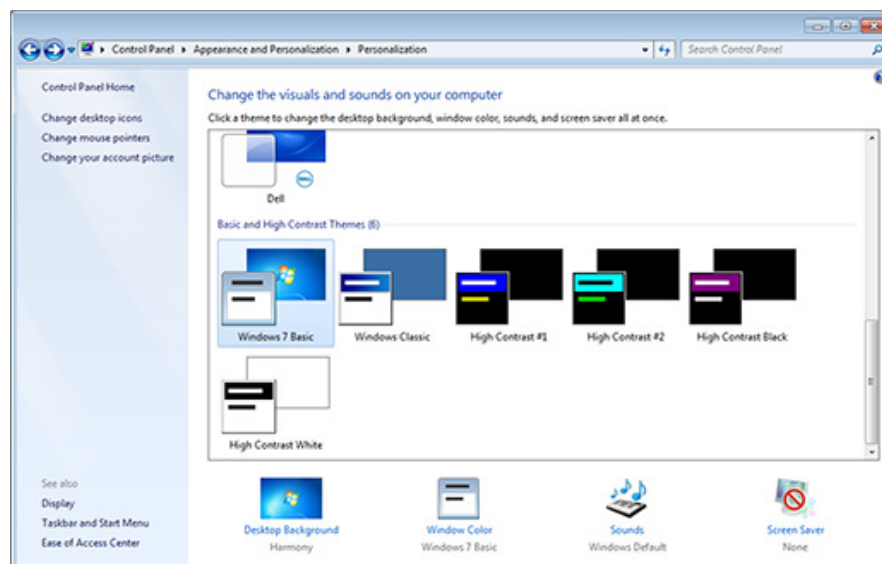 Control Panel ▸ Appearance and Personalization ▸ Personalization
Search Control Panel
Control Panel Home
Change desktop icons
Change mouse pointers
Change your account picture
Change the visuals and sounds on your computer
Click a theme to change the desktop background, window color, sounds, and screen saver all at once.
DELL
Dell
Basic and High Contrast Themes (6)
Windows 7 Basic
Windows Classic
High Contrast #1
High Contrast #2
High Contrast Black
High Contrast White
See also
Display
Taskbar and Start Menu
Ease of Access Center
Desktop Background
Harmony
Window Color
Windows 7 Basic
Sounds
Windows Default
Screen Saver
None